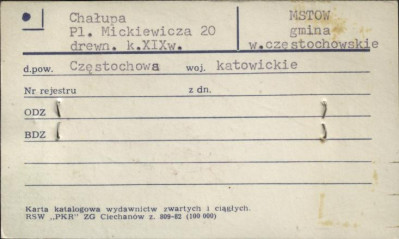 Chałupa
Pl. Mickiewicza 20
drewn. k.XIXw.
MSTOW
gmina
w.częstochowskie
d.pow. Częstochowa woj. katowickie
Nr rejestru z dn.
ODZ
BDZ
Karta katalogowa wydawnictw zwartych i ciągłych.
RSW „PKR" ZG Ciechanów z. 809-82 (100 000)